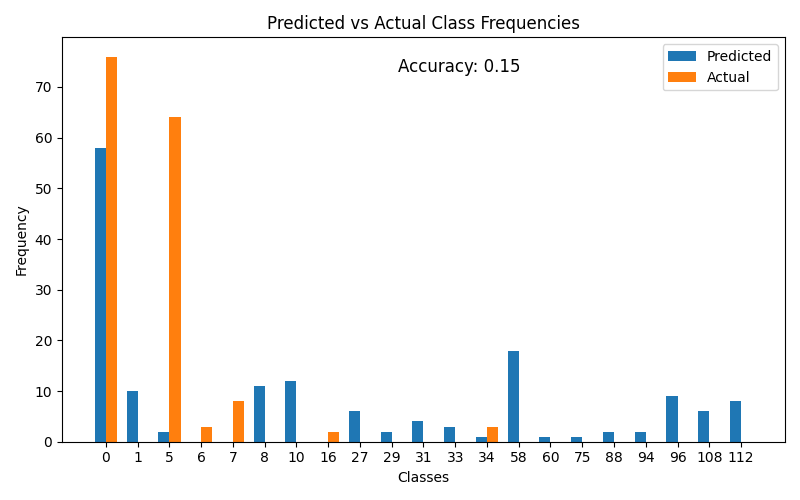 Predicted vs Actual Class Frequencies
Accuracy: 0.15
Predicted
Actual
Frequency
70
60
50
40
30
20
10
0
0 1 5 6 7 8 10 16 27 29 31 33 34 58 60 75 88 94 96 108 112
Classes